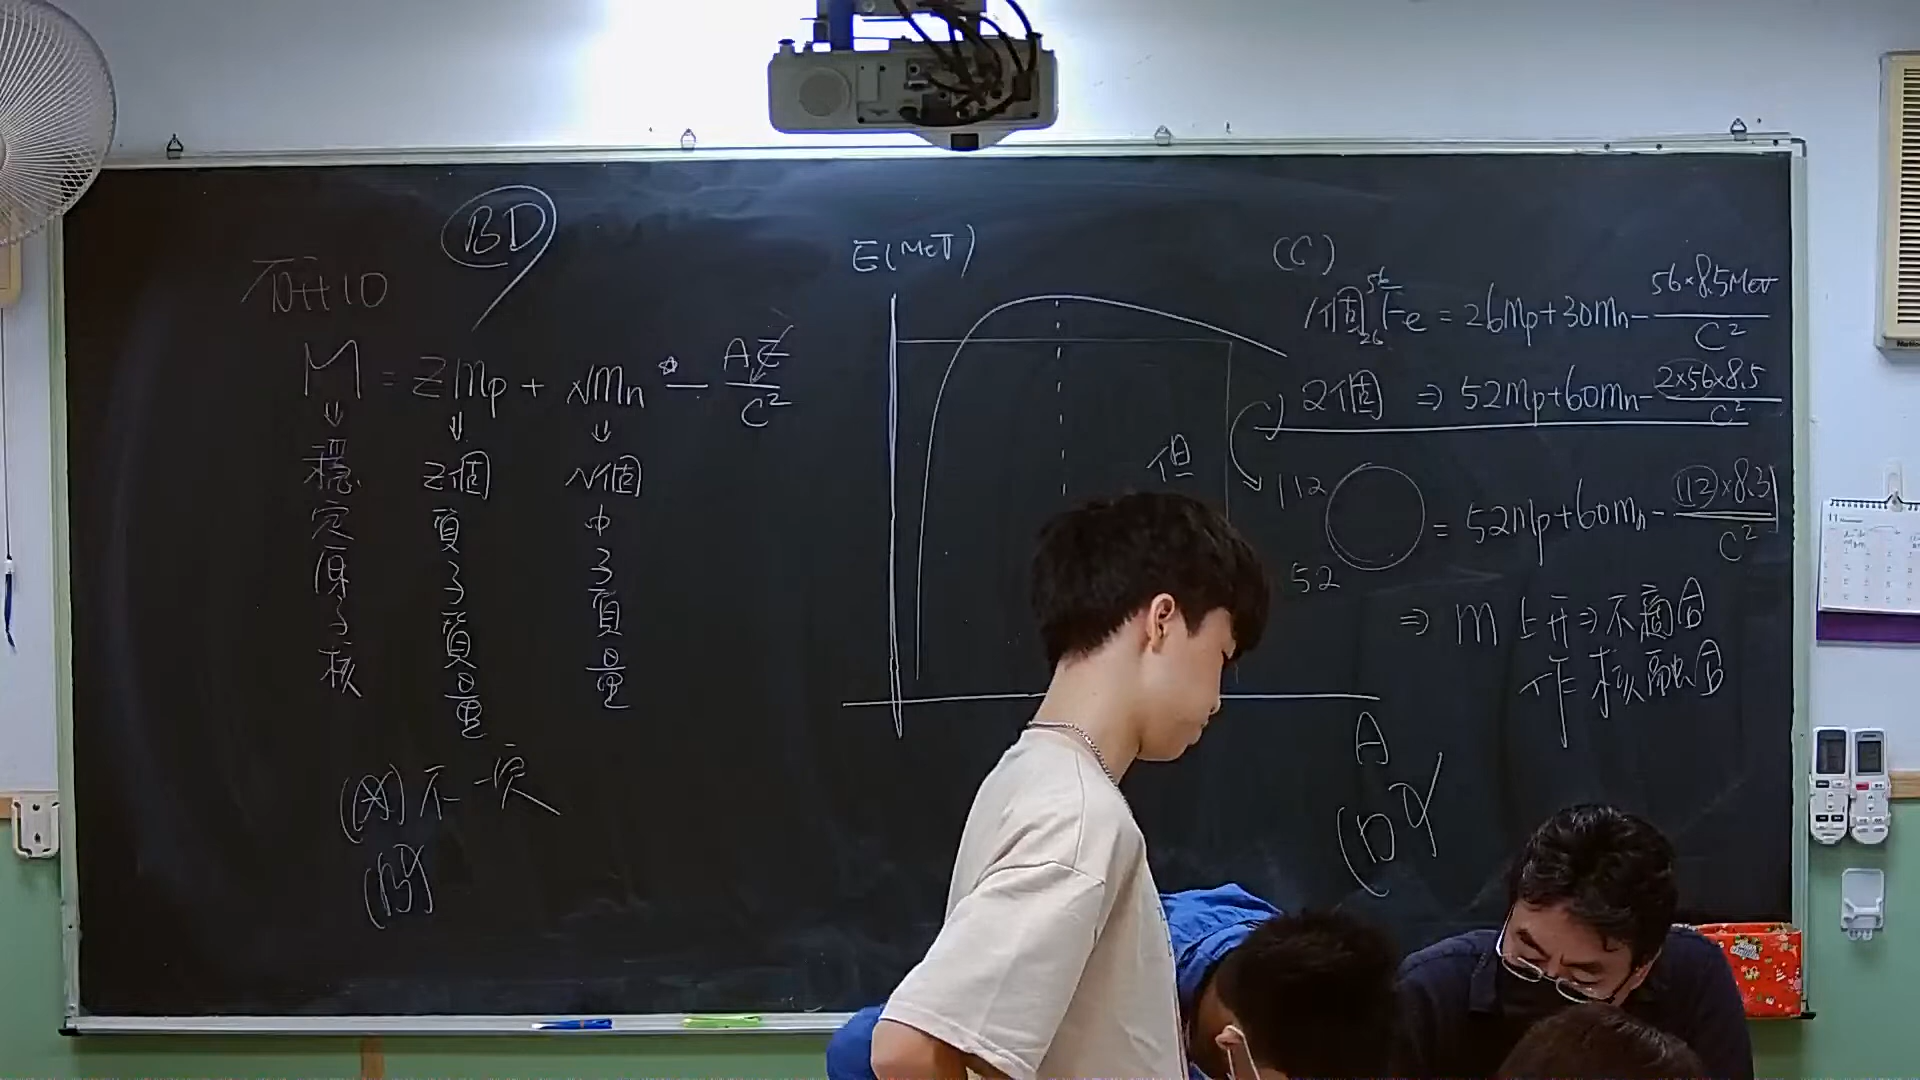 BD
M = Zmp + Nmn - AE/C²
⇓ ⇓ ⇓
穩定原子核
Z個質子質量
N個中子質量
(A) 不一定
(B)
E(MeV)
但
A
(C)
1個 ⁵⁶₂₆Fe = 26mp+30mn- 56×8.5MeV/C²
2個 ⇒ 52mp+60mn- 2×56×8.5/C²
112
52
= 52mp+60mn- 112×8.3/C²
⇒ m上升⇒不適合
作核融合
(D)